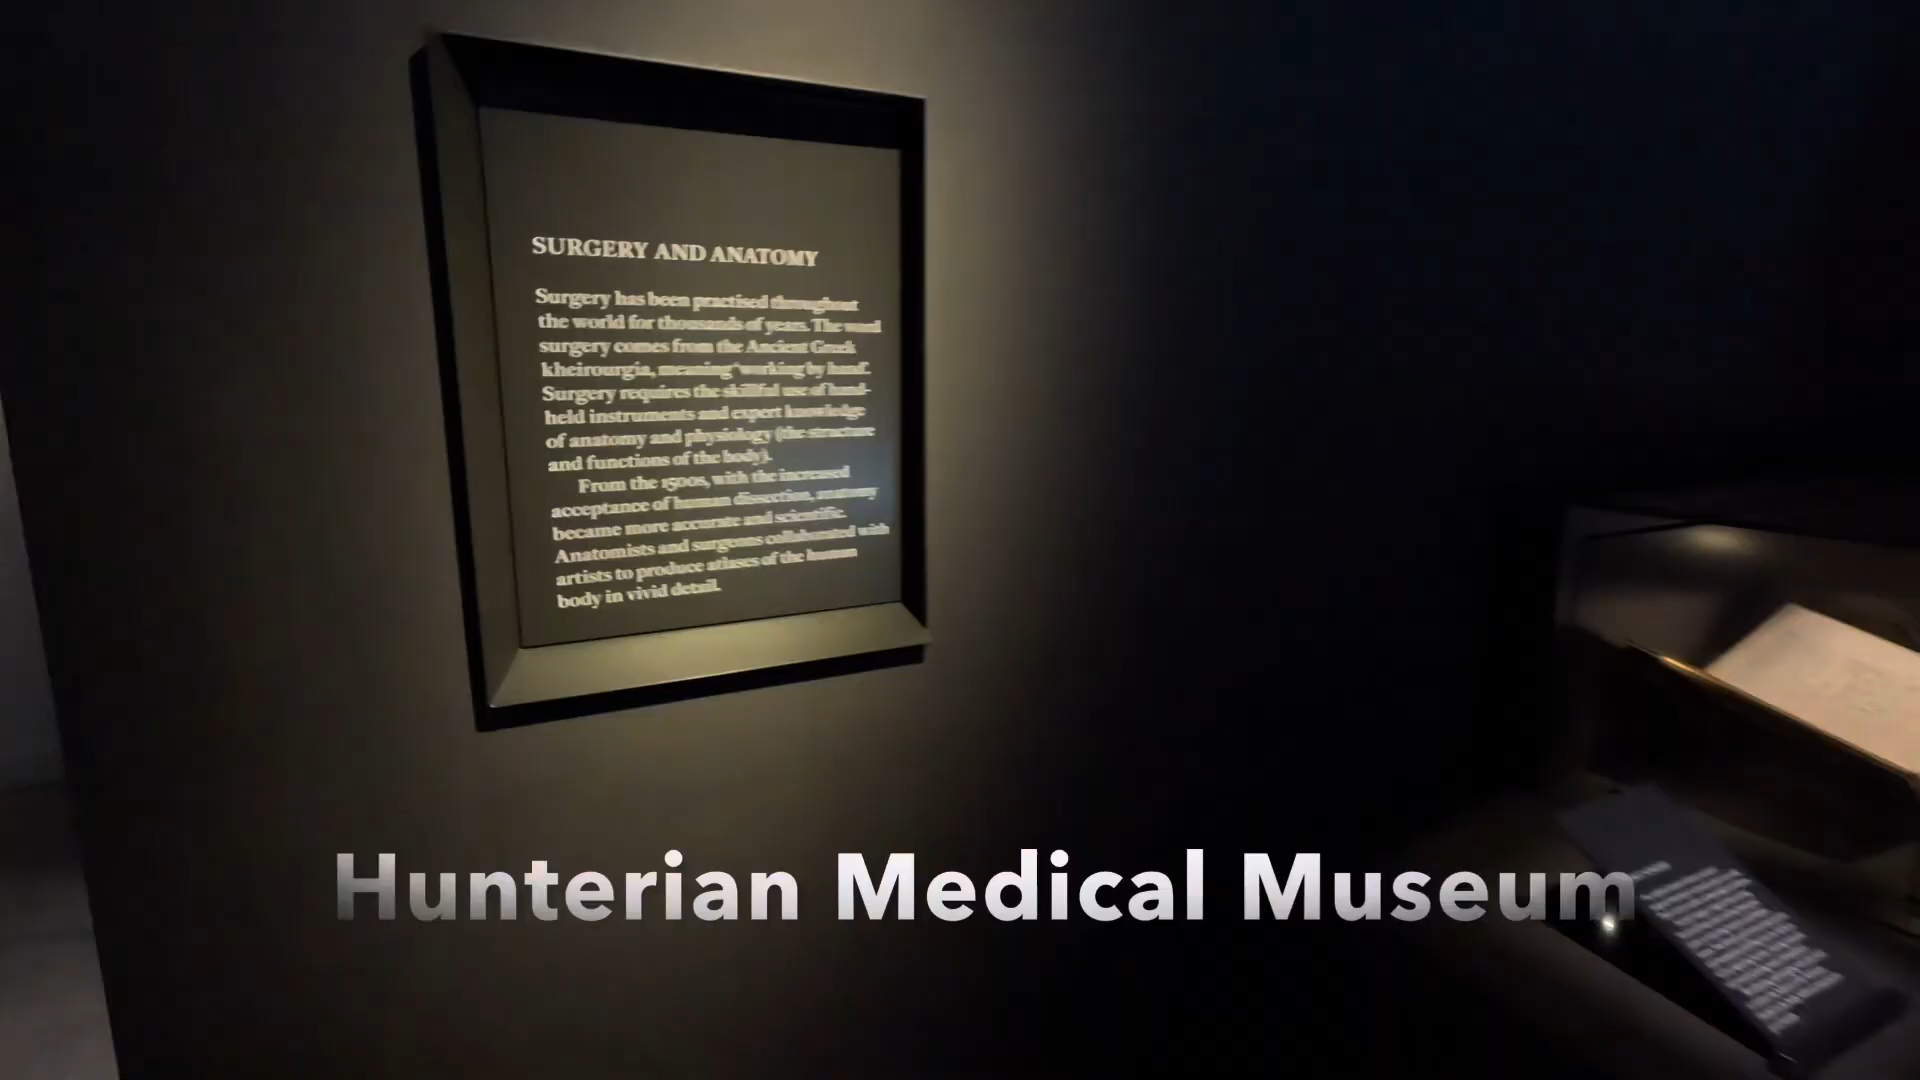 SURGERY AND ANATOMY
Surgery has been practised throughout
the world for thousands of years. The word
surgery comes from the Ancient Greek
kheirourgia, meaning ‘working by hand’.
Surgery requires the skillful use of hand-
held instruments and expert knowledge
of anatomy and physiology (the structure
and functions of the body).
From the 1500s, with the increased
acceptance of human dissection, anatomy
became more accurate and scientific.
Anatomists and surgeons collaborated with
artists to produce atlases of the human
body in vivid detail.
Hunterian Medical Museum